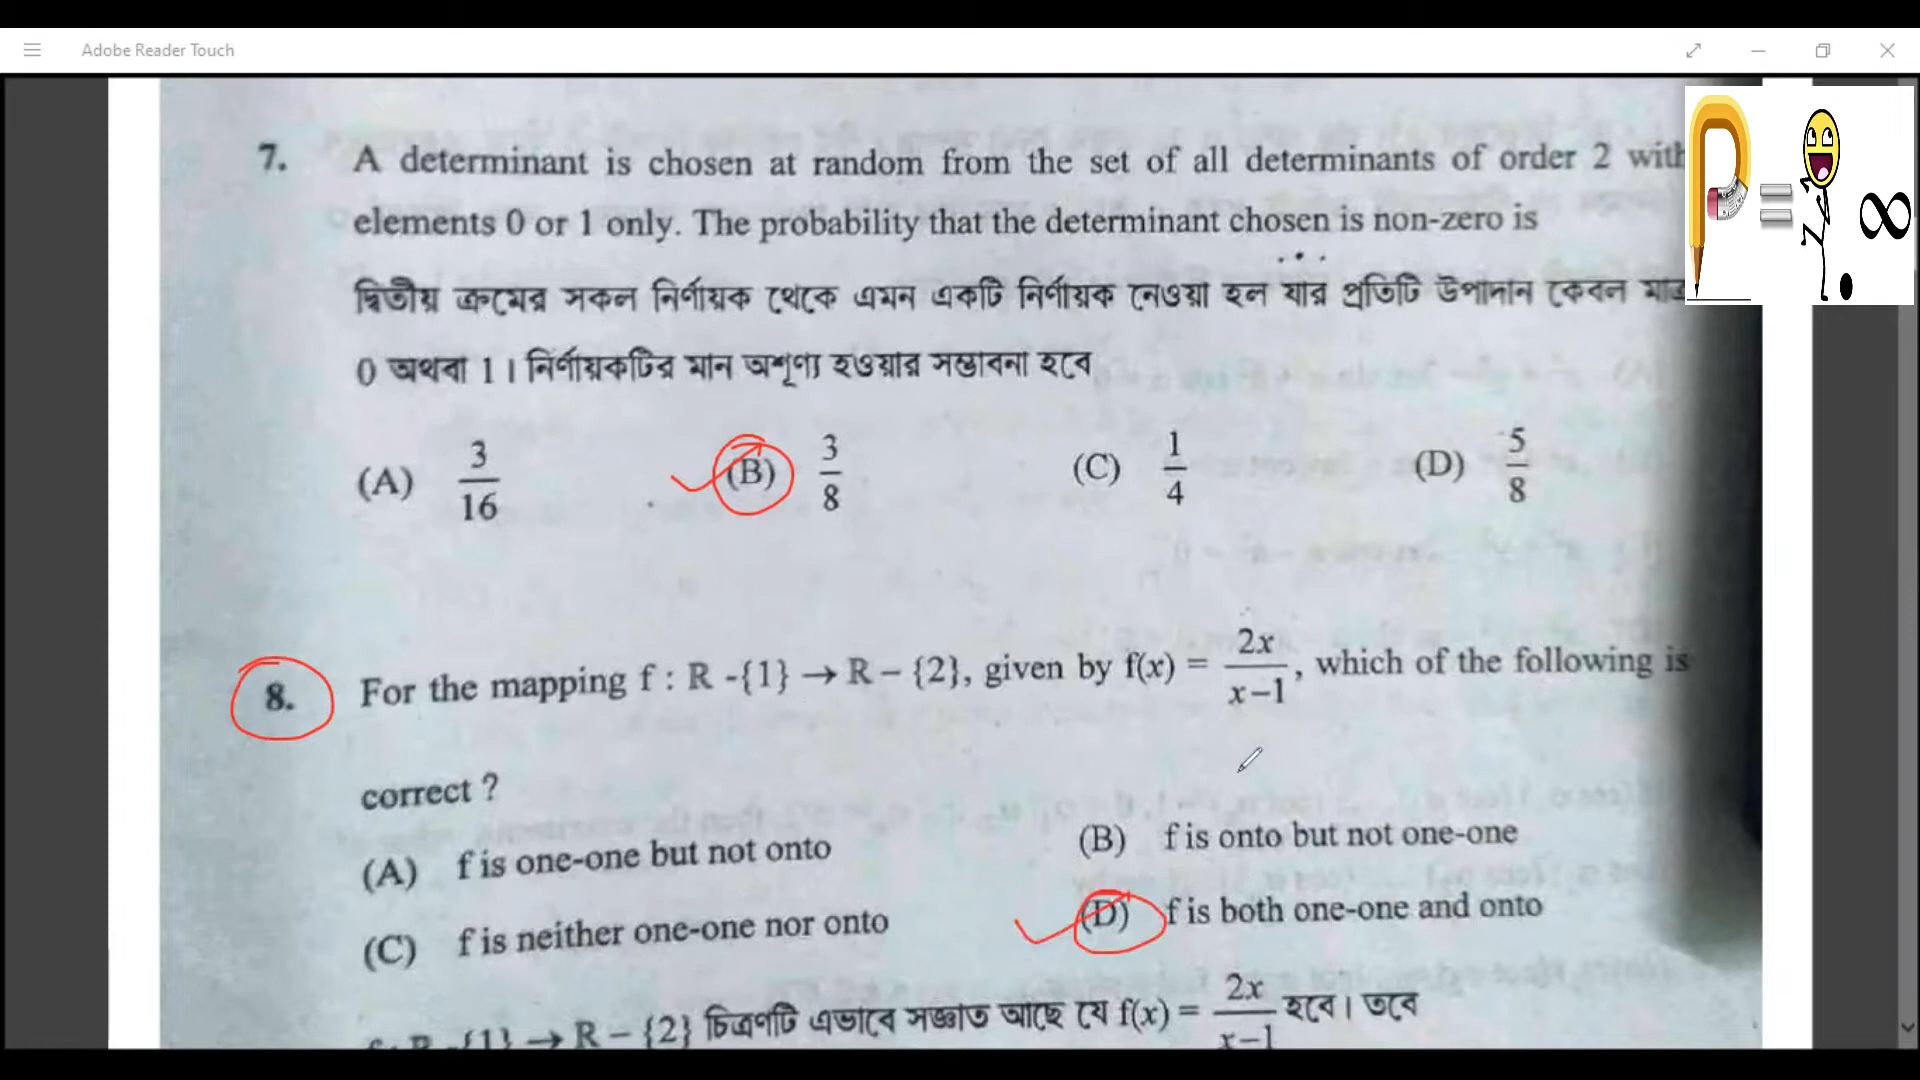 Adobe Reader Touch
7. A determinant is chosen at random from the set of all determinants of order 2 with
elements 0 or 1 only. The probability that the determinant chosen is non-zero is
দ্বিতীয় ক্রমের সকল নির্ণায়ক থেকে এমন একটি নির্ণায়ক নেওয়া হল যার প্রতিটি উপাদান কেবল মাত্র
0 অথবা 1 । নির্ণায়কটির মান অশূণ্য হওয়ার সম্ভাবনা হবে
(A) 3/16 (B) 3/8 (C) 1/4 (D) 5/8
8. For the mapping f : R -{1} → R – {2}, given by f(x) = 2x/x–1, which of the following is
correct ?
(A) f is one-one but not onto (B) f is onto but not one-one
(C) f is neither one-one nor onto (D) f is both one-one and onto
f : R -{1} → R – {2} চিত্রণটি এভাবে সজ্ঞাত আছে যে f(x) = 2x/x–1 হবে। তবে
P = ∞